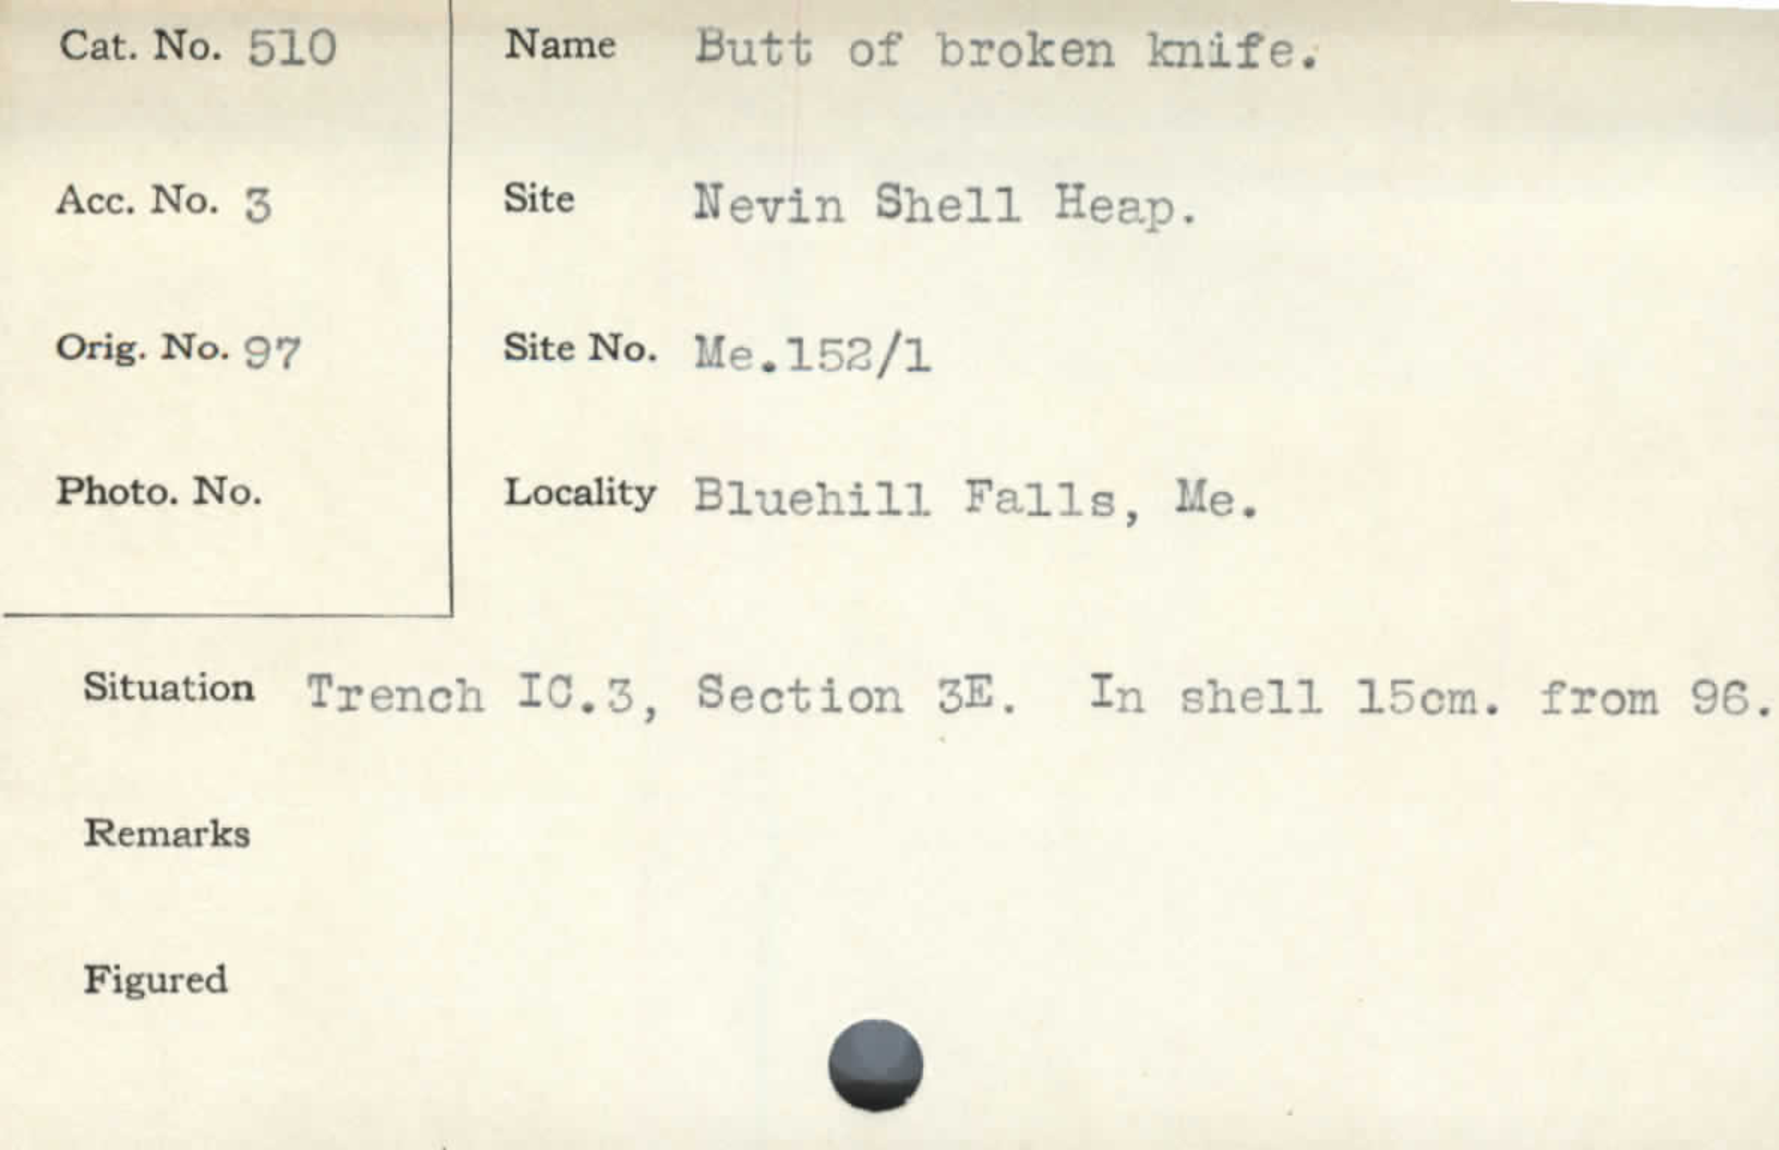 Cat. No. 510
Name Butt of broken knife.
Acc. No. 3
Site Nevin Shell Heap.
Orig. No. 97
Site No. Me.152/1
Photo. No.
Locality Bluehill Falls, Me.
Situation Trench IC.3, Section 3E. In shell 15cm. from 96.
Remarks
Figured